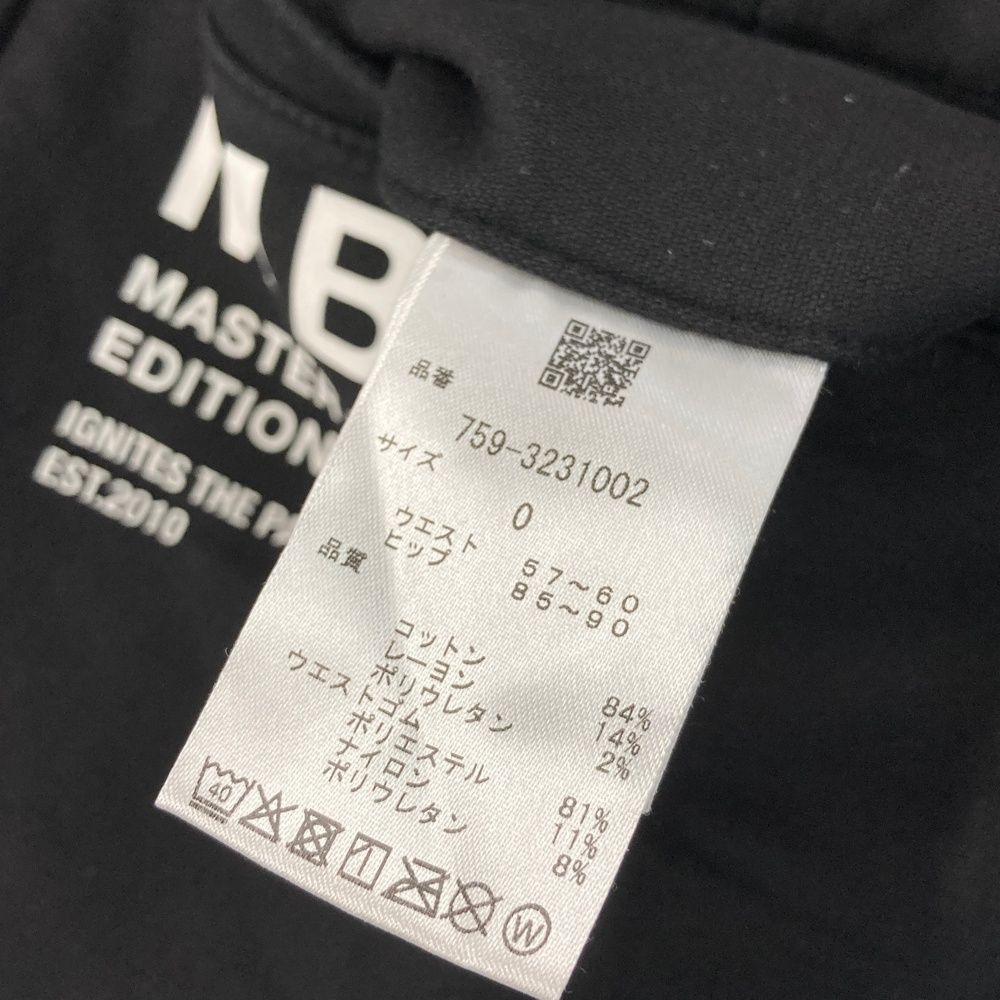 B
MASTER
EDITION
IGNITES THE
EST.2010
品番
759-3231002
サイズ
0
ウエスト 57～60
ヒップ 85～90
品質
コットン 84%
レーヨン 14%
ポリウレタン 2%
ウエストゴム
ポリエステル 81%
ナイロン 11%
ポリウレタン 8%
40
W